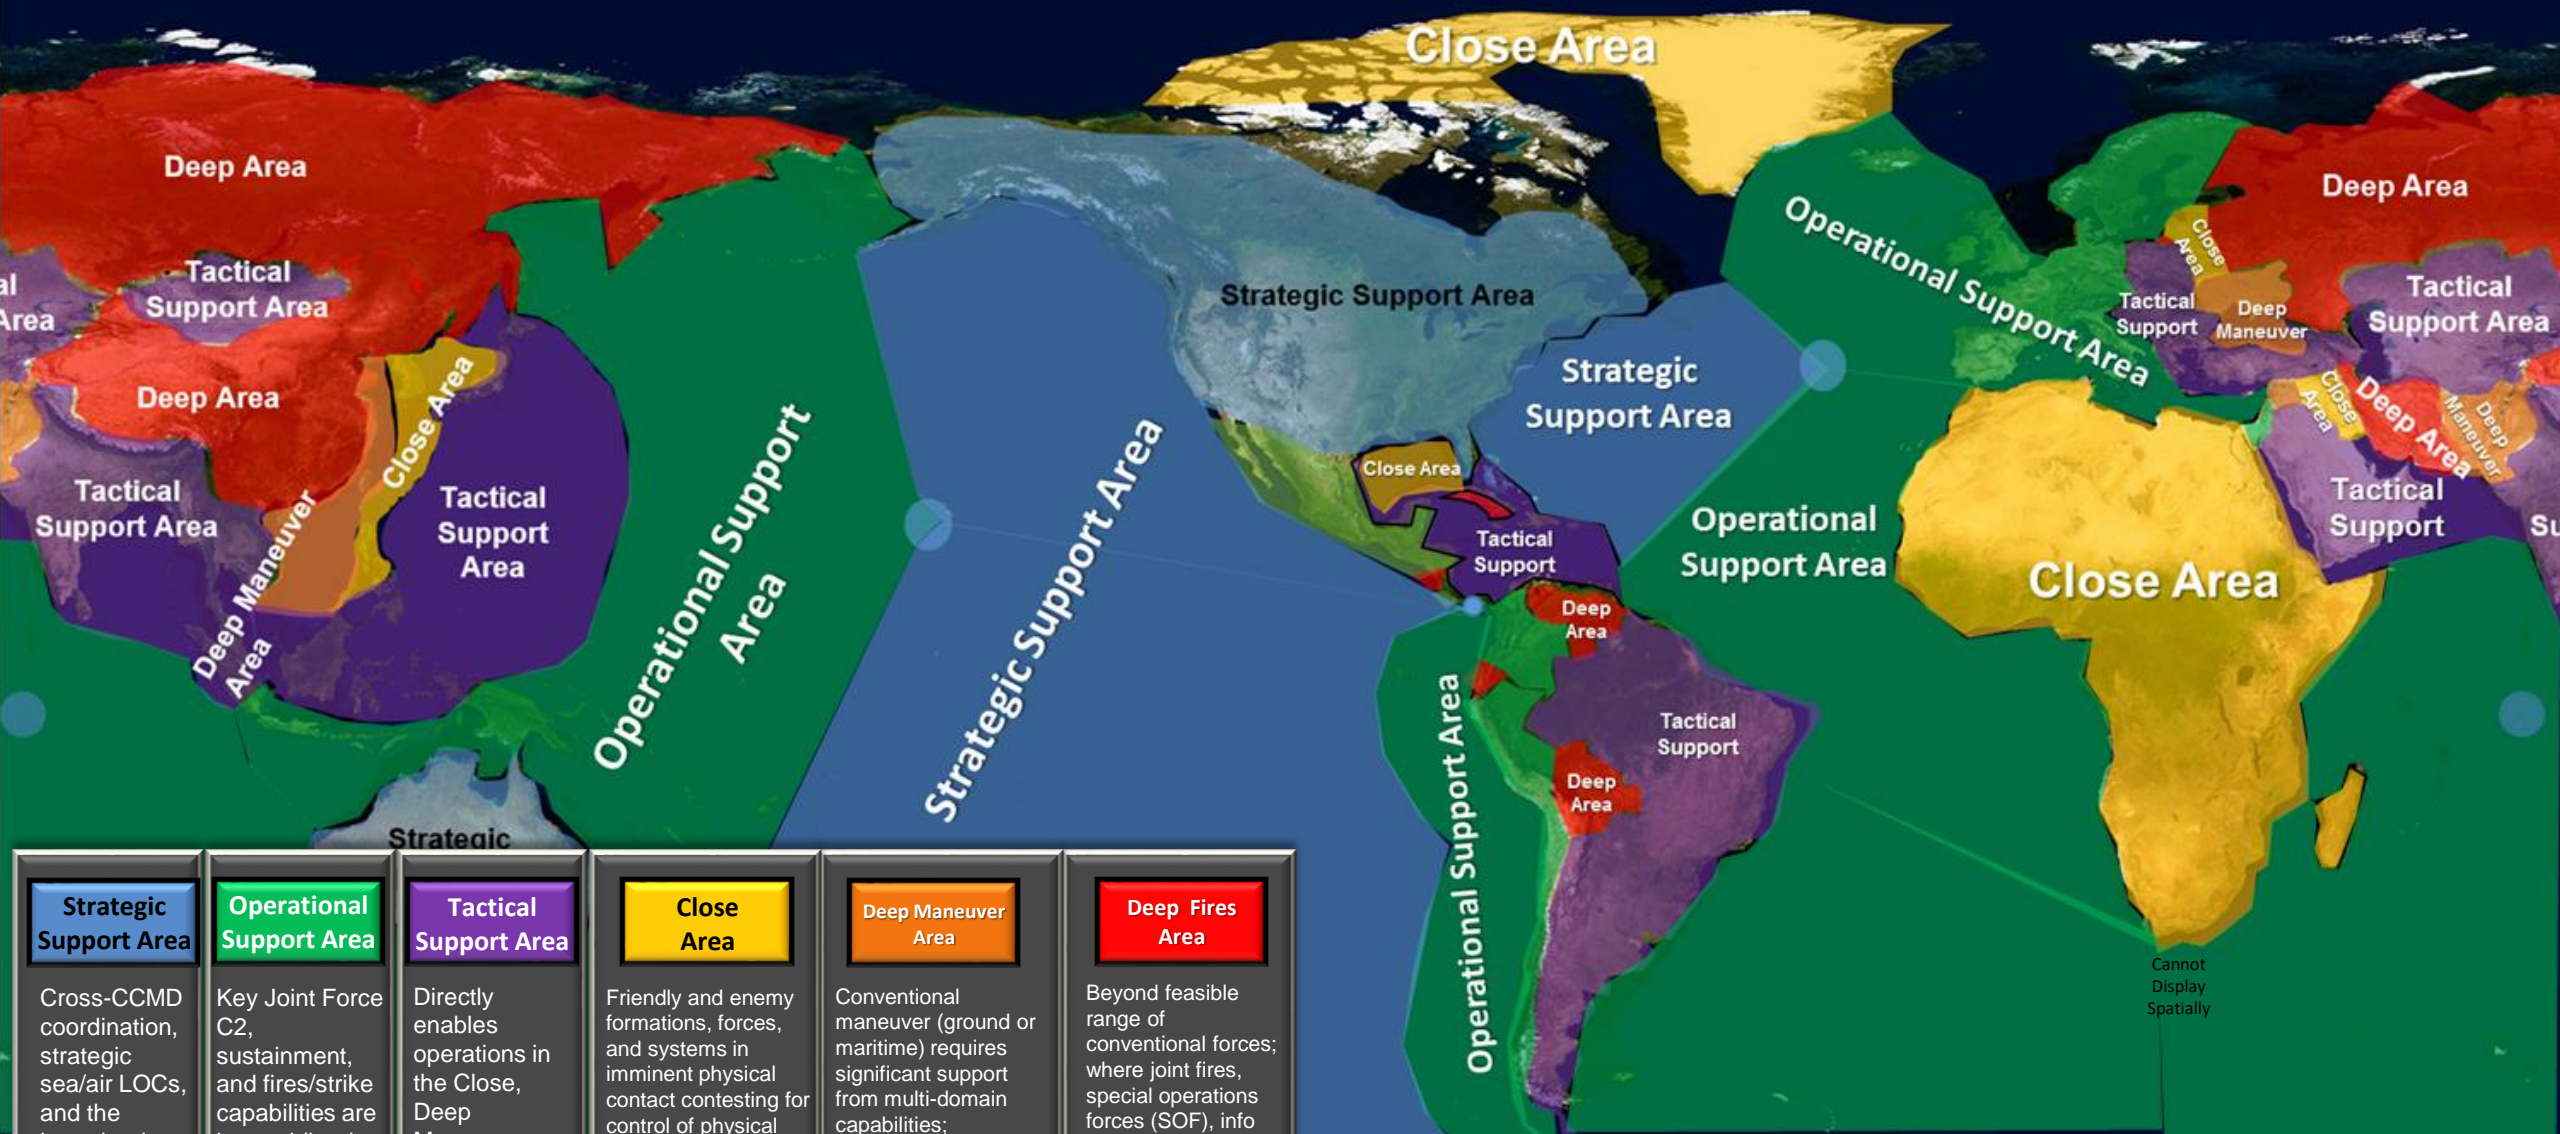 Close Area
Deep Area
Deep Area
Operational Support Area
Close
Area
Tactical
Support Area
al
Area
Strategic Support Area
Tactical
Support
Deep
Maneuver
Tactical
Support Area
Strategic
Support Area
Deep Area
Close Area
Close
Area
Deep Area
Deep
Maneuver
Close Area
Tactical
Support Area
Deep Maneuver
Area
Tactical
Support
Area
Operational Support
Area
Strategic Support Area
Operational
Support Area
Tactical
Support
Su
Tactical
Support
Close Area
Deep
Area
Operational Support Area
Tactical
Support
Deep
Area
Strategic
Cannot
Display
Spatially
Strategic
Support Area
Cross-CCMD
coordination,
strategic
sea/air LOCs,
and the
Operational
Support Area
Key Joint Force
C2,
sustainment,
and fires/strike
capabilities are
Tactical
Support Area
Directly
enables
operations in
the Close,
Deep
Close
Area
Friendly and enemy
formations, forces,
and systems in
imminent physical
contact contesting for
control of physical
Deep Maneuver
Area
Conventional
maneuver (ground or
maritime) requires
significant support
from multi-domain
capabilities;
Deep Fires
Area
Beyond feasible
range of
conventional forces;
where joint fires,
special operations
forces (SOF), info